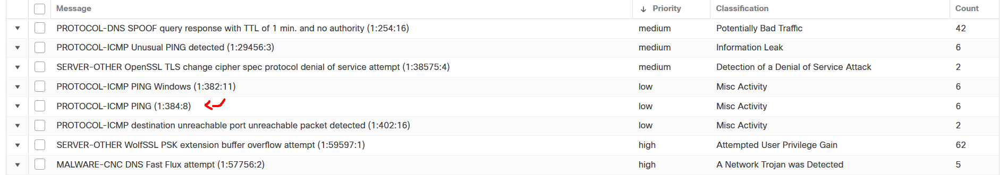 Message Priority Classification Count
PROTOCOL-DNS SPOOF query response with TTL of 1 min. and no authority (1:254:16) medium Potentially Bad Traffic 42
PROTOCOL-ICMP Unusual PING detected (1:29456:3) medium Information Leak 6
SERVER-OTHER OpenSSL TLS change cipher spec protocol denial of service attempt (1:38575:4) medium Detection of a Denial of Service Attack 2
PROTOCOL-ICMP PING Windows (1:382:11) low Misc Activity 6
PROTOCOL-ICMP PING (1:384:8) low Misc Activity 6
PROTOCOL-ICMP destination unreachable port unreachable packet detected (1:402:16) low Misc Activity 2
SERVER-OTHER WolfSSL PSK extension buffer overflow attempt (1:59597:1) high Attempted User Privilege Gain 62
MALWARE-CNC DNS Fast Flux attempt (1:57756:2) high A Network Trojan was Detected 5